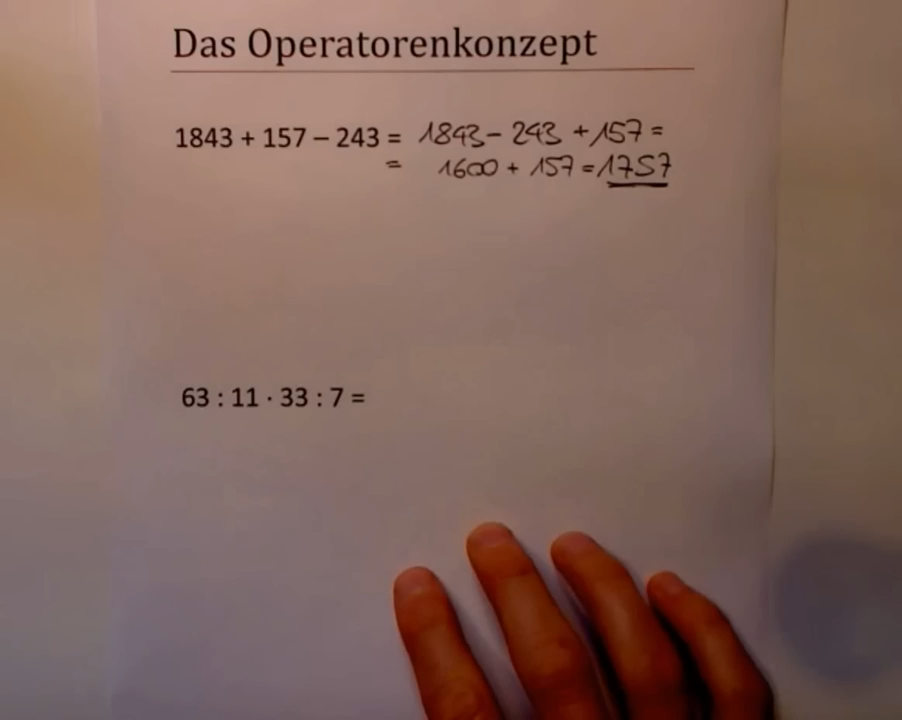 Das Operatorenkonzept
1843 + 157 – 243 = 1843 – 243 + 157 =
= 1600 + 157 = 1757
63 : 11 · 33 : 7 =